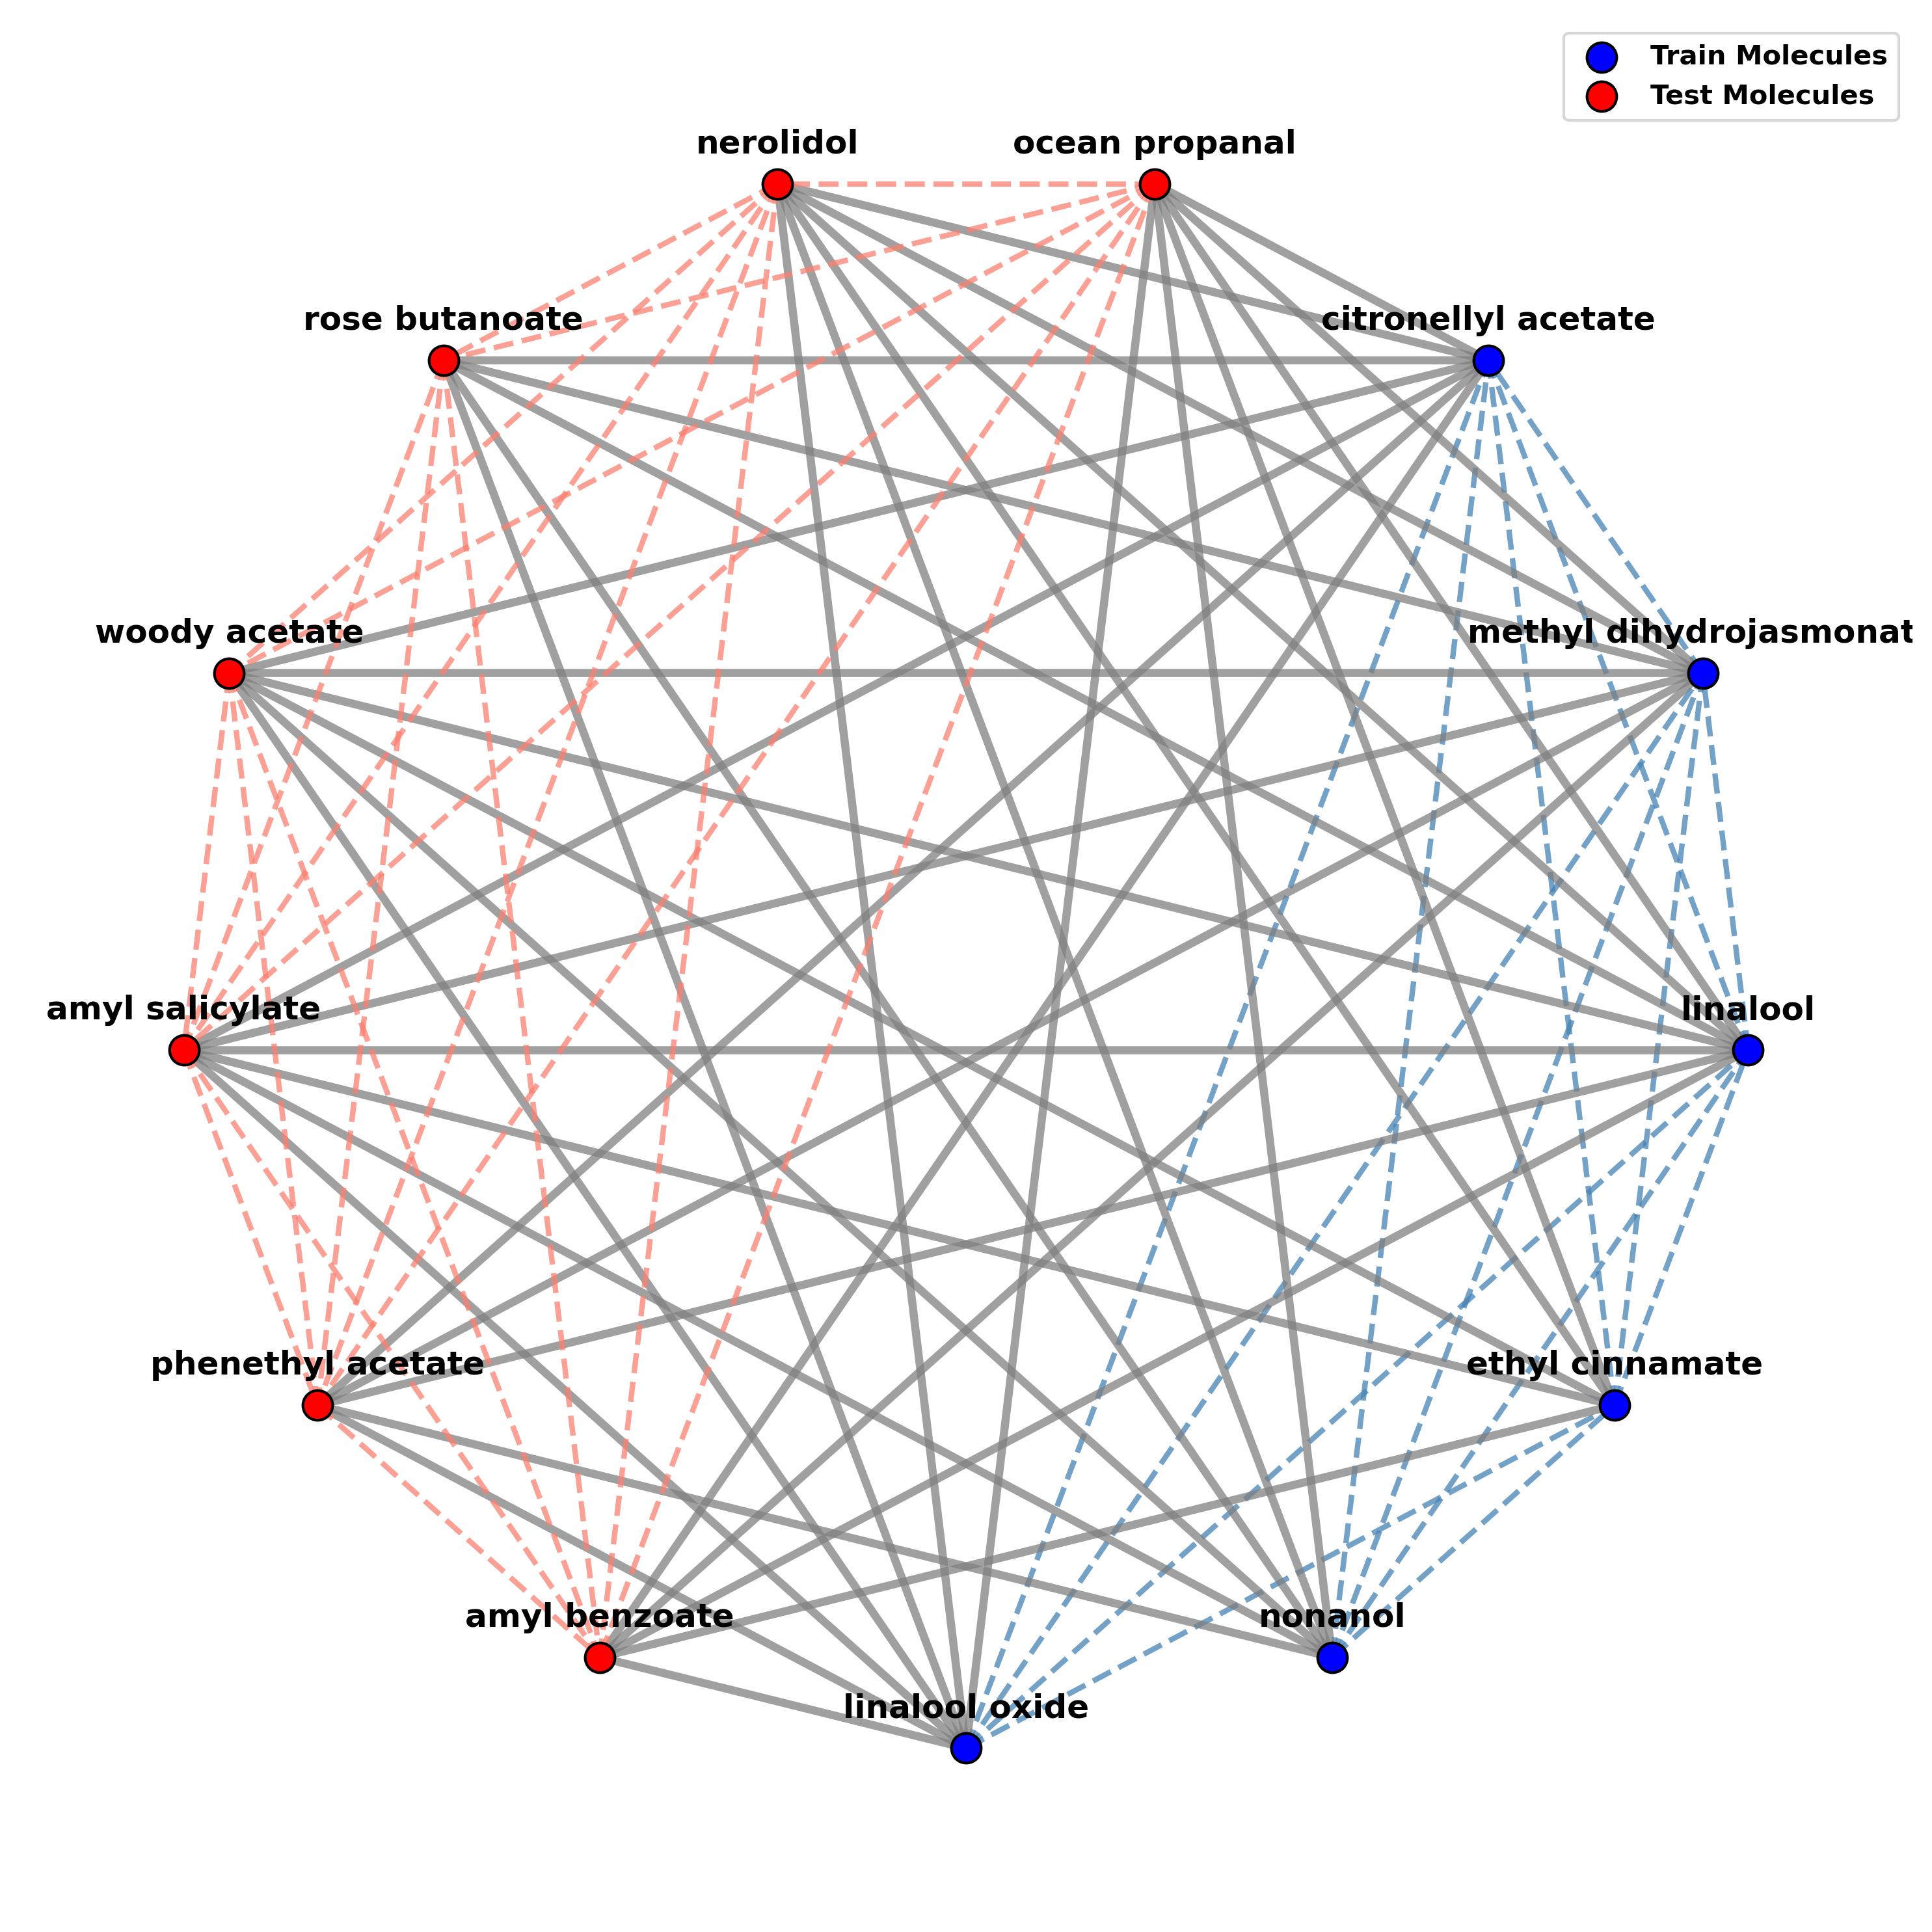 Train Molecules
Test Molecules
nerolidol
ocean propanal
rose butanoate
citronellyl acetate
woody acetate
methyl dihydrojasmonat
amyl salicylate
linalool
phenethyl acetate
ethyl cinnamate
amyl benzoate
nonanol
linalool oxide